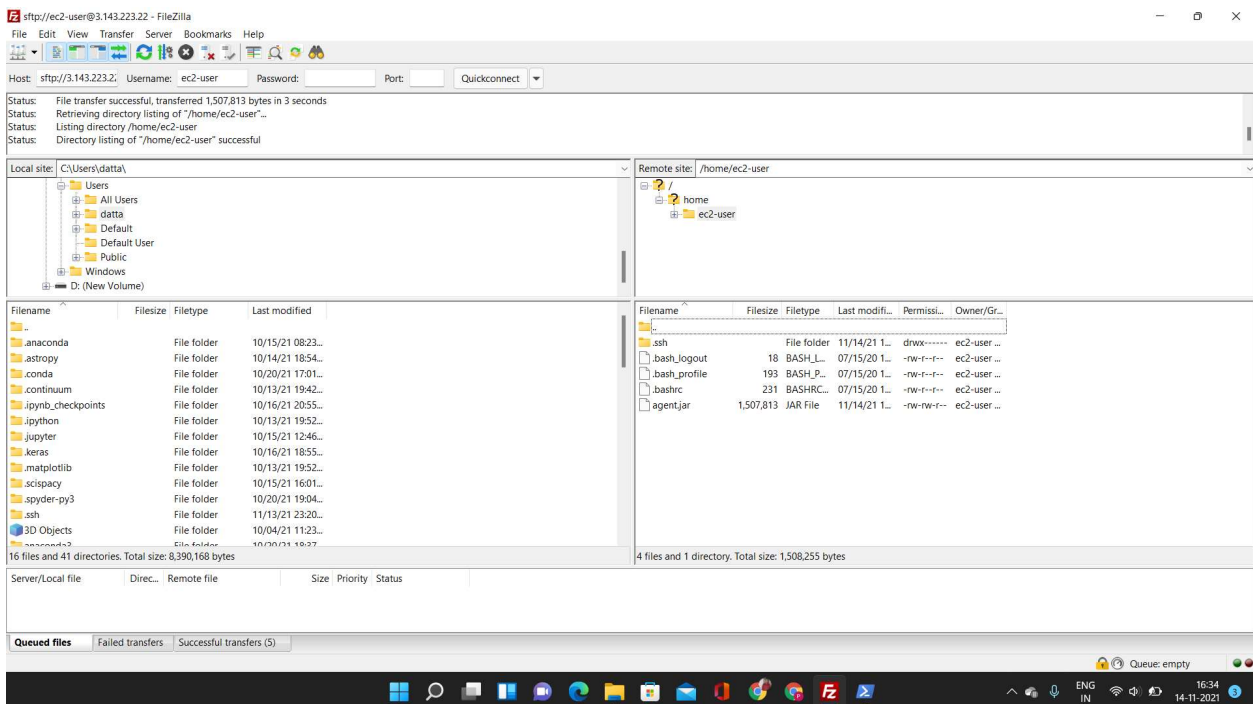 sftp://ec2-user@3.143.223.22 - FileZilla
File Edit View Transfer Server Bookmarks Help
Host: sftp://3.143.223.22 Username: ec2-user Password: Port: Quickconnect
Status: File transfer successful, transferred 1,507,813 bytes in 3 seconds
Status: Retrieving directory listing of "/home/ec2-user"...
Status: Listing directory /home/ec2-user
Status: Directory listing of "/home/ec2-user" successful
Local site: C:\Users\datta\
Users
All Users
datta
Default
Default User
Public
Windows
D: (New Volume)
Remote site: /home/ec2-user
/
home
ec2-user
Filename Filesize Filetype Last modified
..
.anaconda File folder 10/15/21 08:23...
.astropy File folder 10/14/21 18:54...
.conda File folder 10/20/21 17:01...
.continuum File folder 10/13/21 19:42...
.ipynb_checkpoints File folder 10/16/21 20:55...
.ipython File folder 10/13/21 19:52...
.jupyter File folder 10/15/21 12:46...
.keras File folder 10/16/21 18:55...
.matplotlib File folder 10/13/21 19:52...
.scispacy File folder 10/15/21 16:01...
.spyder-py3 File folder 10/20/21 19:04...
.ssh File folder 11/13/21 23:20...
3D Objects File folder 10/04/21 11:23...
anaconda3 File folder 10/20/21 18:37
16 files and 41 directories. Total size: 8,390,168 bytes
Filename Filesize Filetype Last modifi... Permissi... Owner/Gr...
..
.ssh File folder 11/14/21 1... drwx------ ec2-user ...
.bash_logout 18 BASH_L... 07/15/20 1... -rw-r--r-- ec2-user ...
.bash_profile 193 BASH_P... 07/15/20 1... -rw-r--r-- ec2-user ...
.bashrc 231 BASHRC... 07/15/20 1... -rw-r--r-- ec2-user ...
agent.jar 1,507,813 JAR File 11/14/21 1... -rw-rw-r-- ec2-user ...
4 files and 1 directory. Total size: 1,508,255 bytes
Server/Local file Direc... Remote file Size Priority Status
Queued files Failed transfers Successful transfers (5)
Queue: empty
ENG
IN
16:34
14-11-2021
3